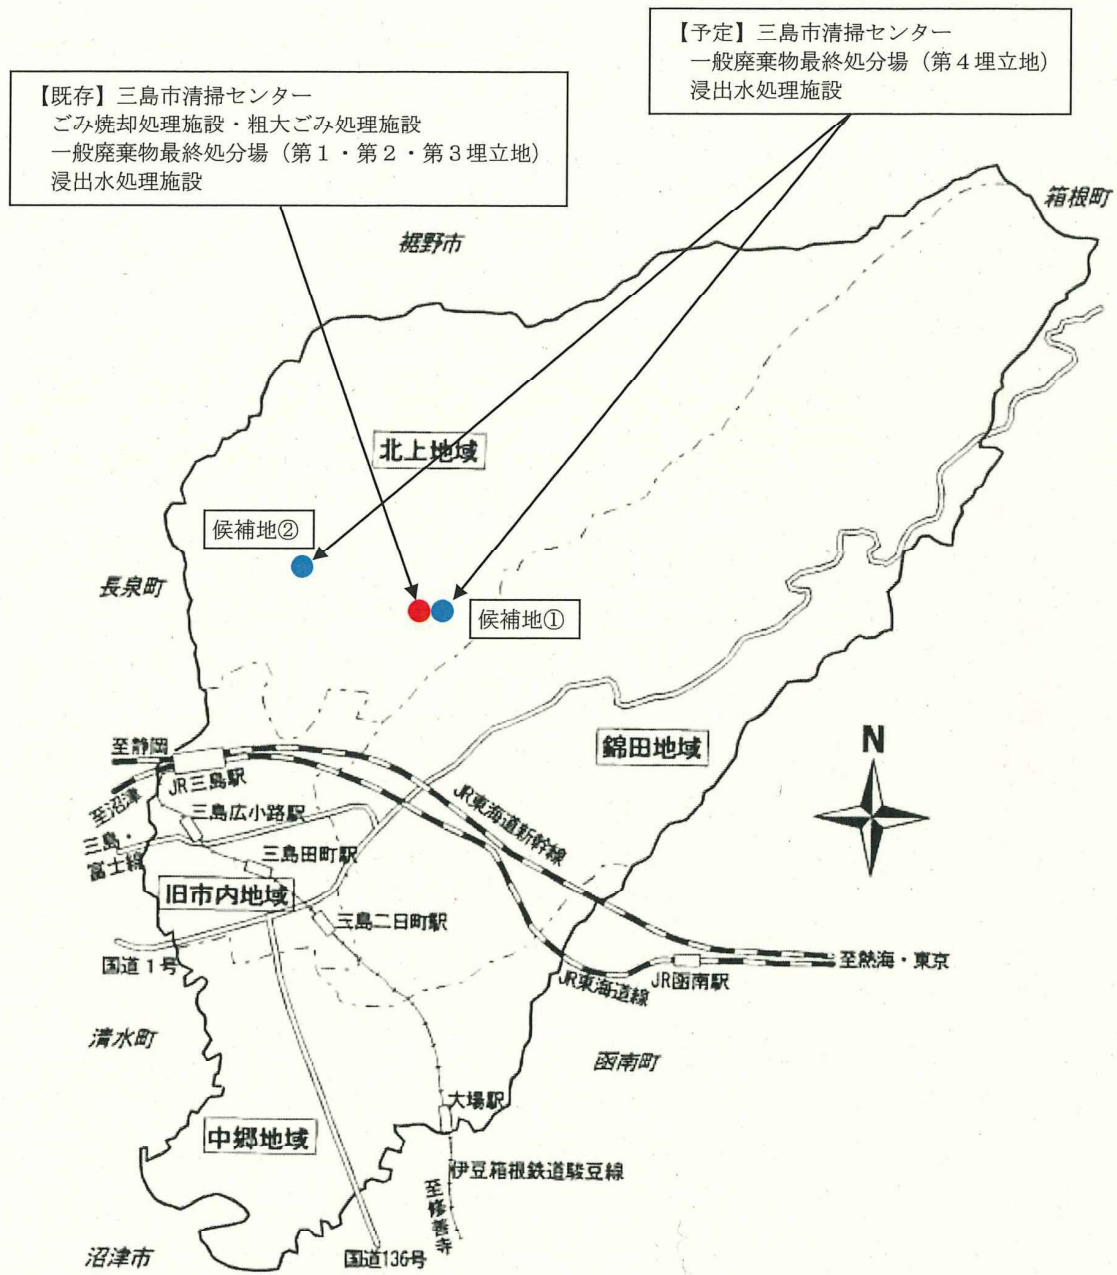 【予定】三島市清掃センター
一般廃棄物最終処分場（第４埋立地）
浸出水処理施設
【既存】三島市清掃センター
ごみ焼却処理施設・粗大ごみ処理施設
一般廃棄物最終処分場（第１・第２・第３埋立地）
浸出水処理施設
箱根町
裾野市
北上地域
候補地②
長泉町
候補地①
錦田地域
N
至静岡
JR三島駅
至沼津
三島広小路駅
JR東海道新幹線
三島・
富士線
三島田町駅
旧市内地域
三島二日町駅
国道１号
至熱海・東京
JR函南駅
JR東海道線
清水町
函南町
大場駅
中郷地域
伊豆箱根鉄道駿豆線
至修善寺
沼津市
国道136号